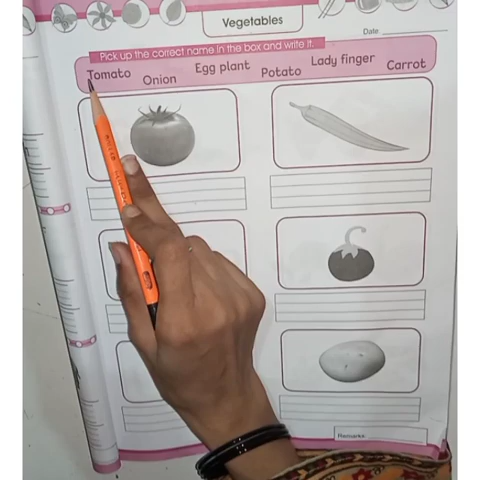 Vegetables
Date:
Pick up the correct name in the box and write it.
Tomato Onion Egg plant Potato Lady finger Carrot
Remarks